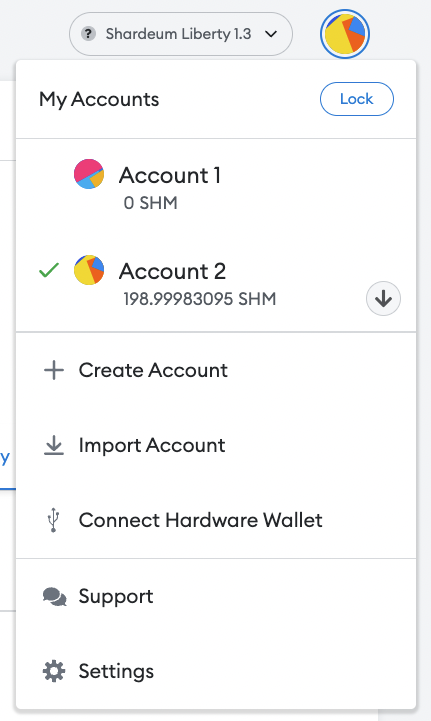 ? Shardeum Liberty 1.3
My Accounts
Lock
Account 1
0 SHM
Account 2
198.99983095 SHM
Create Account
y
Import Account
Connect Hardware Wallet
Support
Settings